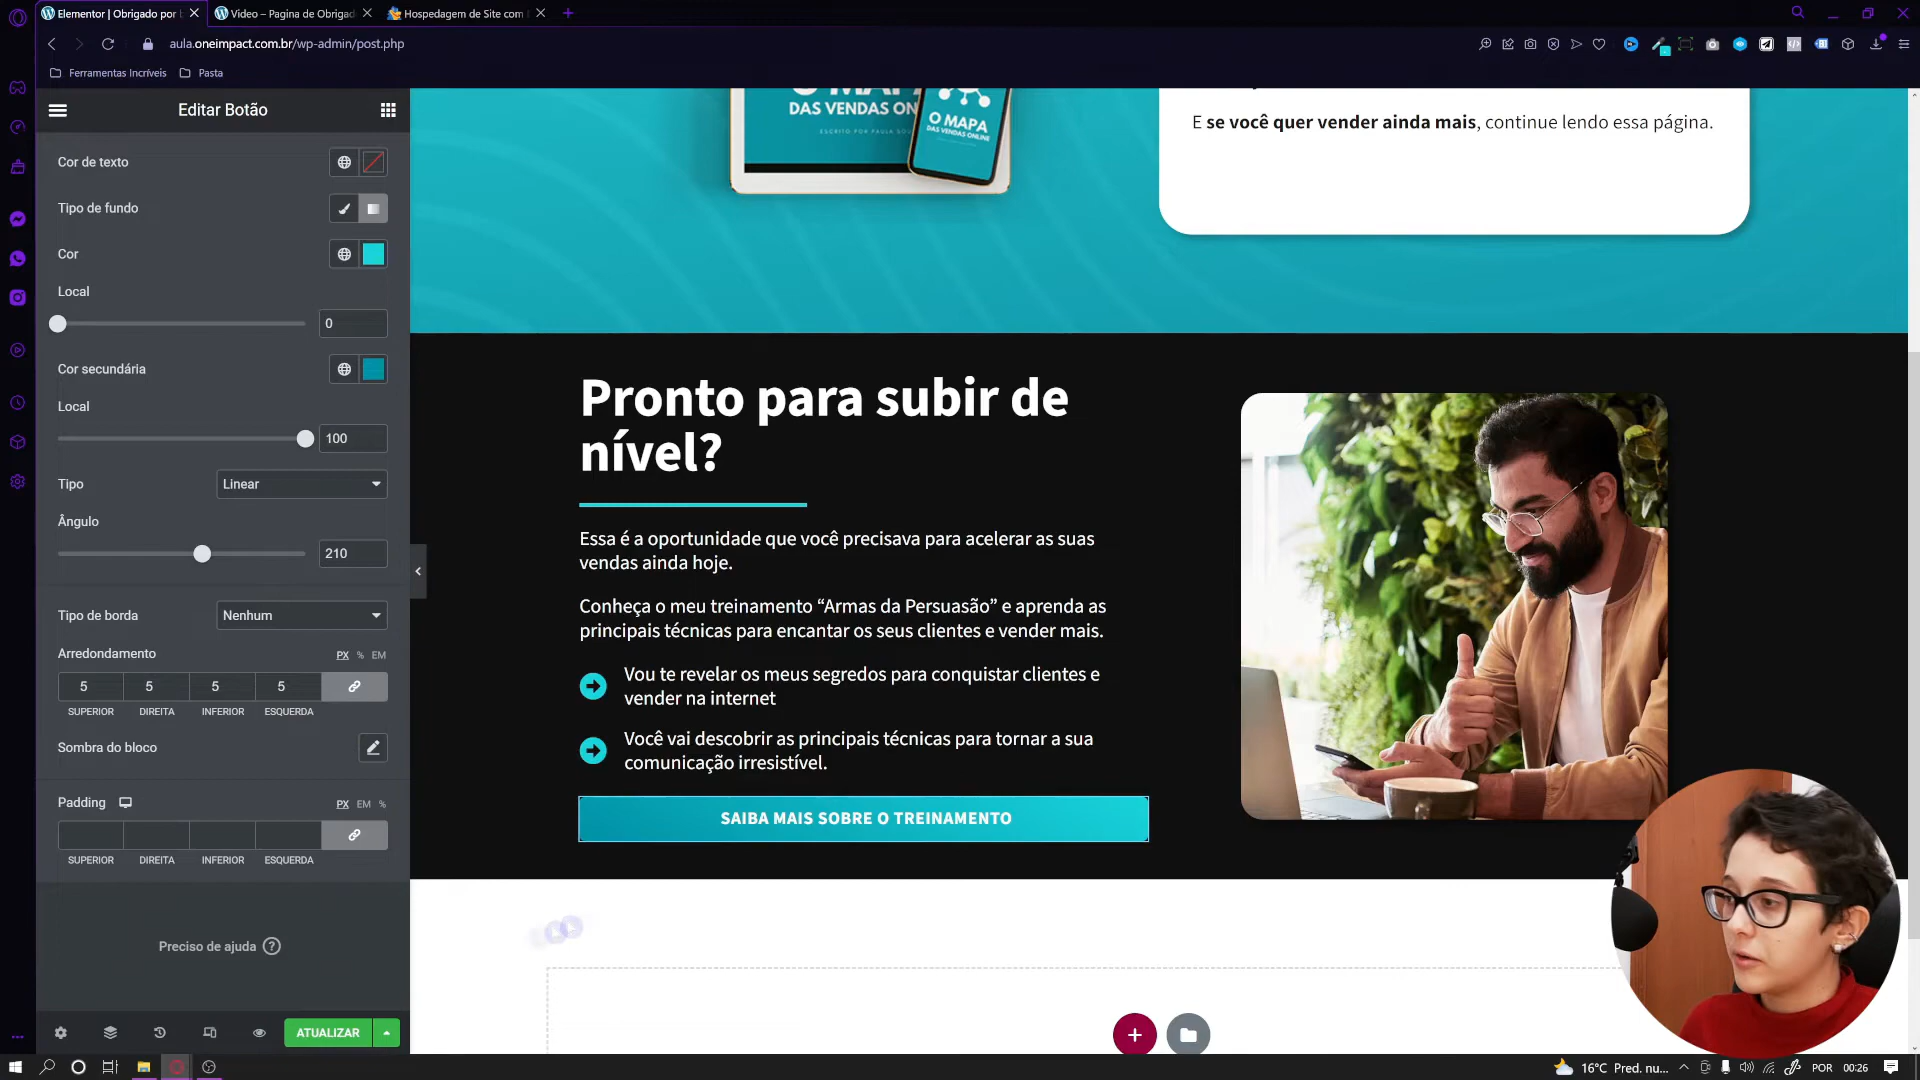 Elementor | Obrigado por
Video – Pagina de Obrigad
Hospedagem de Site com
aula.oneimpact.com.br/wp-admin/post.php
Ferramentas Incríveis
Pasta
Editar Botão
Cor de texto
Tipo de fundo
Cor
Local
0
Cor secundária
Local
100
Tipo
Linear
Ângulo
210
Tipo de borda
Nenhum
Arredondamento
PX % EM
5 5 5 5
SUPERIOR DIREITA INFERIOR ESQUERDA
Sombra do bloco
Padding
PX EM %
SUPERIOR DIREITA INFERIOR ESQUERDA
Preciso de ajuda
ATUALIZAR
O MAPA
DAS VENDAS ON
O MAPA
DAS VENDAS ONLINE
E se você quer vender ainda mais, continue lendo essa página.
Pronto para subir de
nível?
Essa é a oportunidade que você precisava para acelerar as suas
vendas ainda hoje.
Conheça o meu treinamento “Armas da Persuasão” e aprenda as
principais técnicas para encantar os seus clientes e vender mais.
Vou te revelar os meus segredos para conquistar clientes e
vender na internet
Você vai descobrir as principais técnicas para tornar a sua
comunicação irresistível.
SAIBA MAIS SOBRE O TREINAMENTO
16°C Pred. nu...
POR
00:26